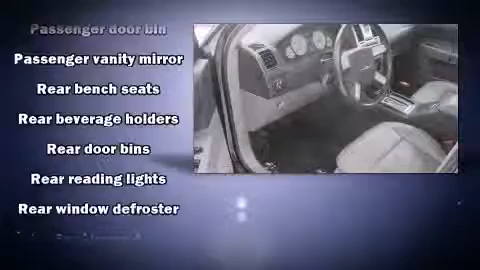 Passenger door bin
Passenger vanity mirror
Rear bench seats
Rear beverage holders
Rear door bins
Rear reading lights
Rear window defroster